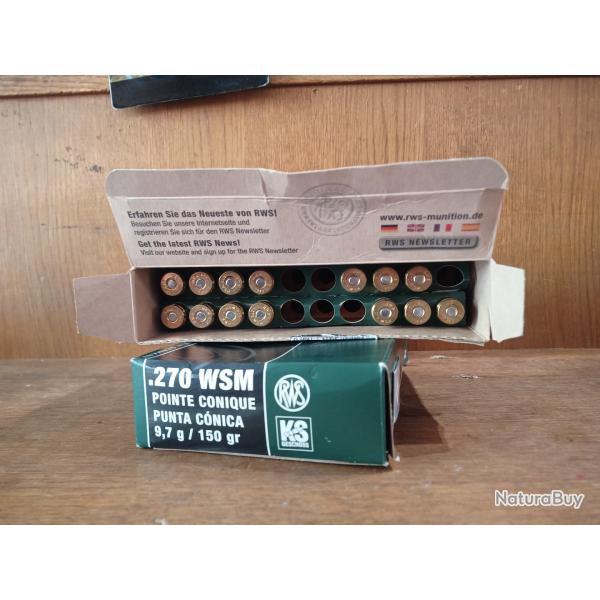 Erfahren Sie das Neueste von RWS!
Besuchen Sie unsere Internetseite und
registrieren Sie sich für den RWS Newsletter
Get the latest RWS News!
Visit our website and sign up for the RWS Newsletter
www.rws-munition.de
RWS NEWSLETTER
RWS
.270 WSM
POINTE CONIQUE
PUNTA CÓNICA
9,7 g / 150 gr
RWS
KS
GESCHOSS
NaturaBuy